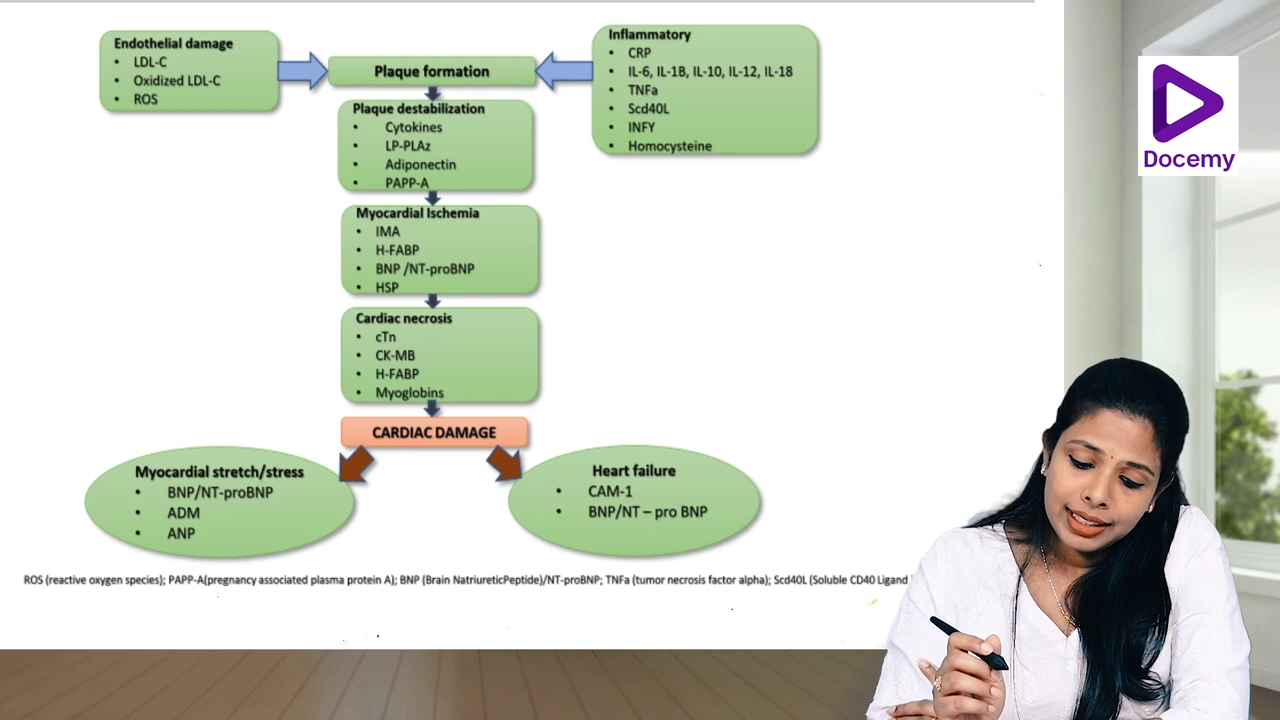 Endothelial damage
• LDL-C
• Oxidized LDL-C
• ROS
Plaque formation
Inflammatory
• CRP
• IL-6, IL-1B, IL-10, IL-12, IL-18
• TNFa
• Scd40L
• INFY
• Homocysteine
Plaque destabilization
• Cytokines
• LP-PLAz
• Adiponectin
• PAPP-A
Myocardial Ischemia
• IMA
• H-FABP
• BNP /NT-proBNP
• HSP
Cardiac necrosis
• cTn
• CK-MB
• H-FABP
• Myoglobins
CARDIAC DAMAGE
Myocardial stretch/stress
• BNP/NT-proBNP
• ADM
• ANP
Heart failure
• CAM-1
• BNP/NT – pro BNP
ROS (reactive oxygen species); PAPP-A(pregnancy associated plasma protein A); BNP (Brain NatriureticPeptide)/NT-proBNP; TNFa (tumor necrosis factor alpha); Scd40L (Soluble CD40 Ligand
Docemy